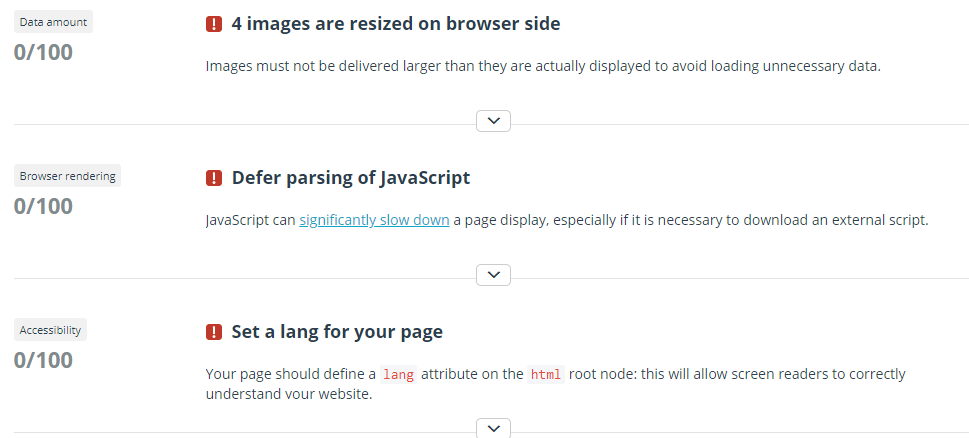 Data amount
4 images are resized on browser side
0/100
Images must not be delivered larger than they are actually displayed to avoid loading unnecessary data.
Browser rendering
Defer parsing of JavaScript
0/100
JavaScript can significantly slow down a page display, especially if it is necessary to download an external script.
Accessibility
Set a lang for your page
0/100
Your page should define a lang attribute on the html root node: this will allow screen readers to correctly
understand your website.